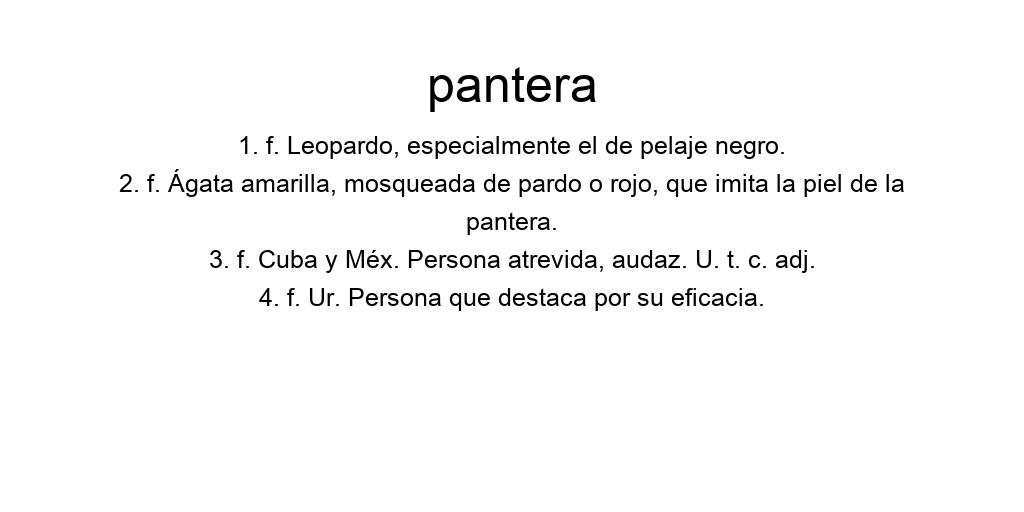 pantera
1. f. Leopardo, especialmente el de pelaje negro.
2. f. Ágata amarilla, mosqueada de pardo o rojo, que imita la piel de la
pantera.
3. f. Cuba y Méx. Persona atrevida, audaz. U. t. c. adj.
4. f. Ur. Persona que destaca por su eficacia.